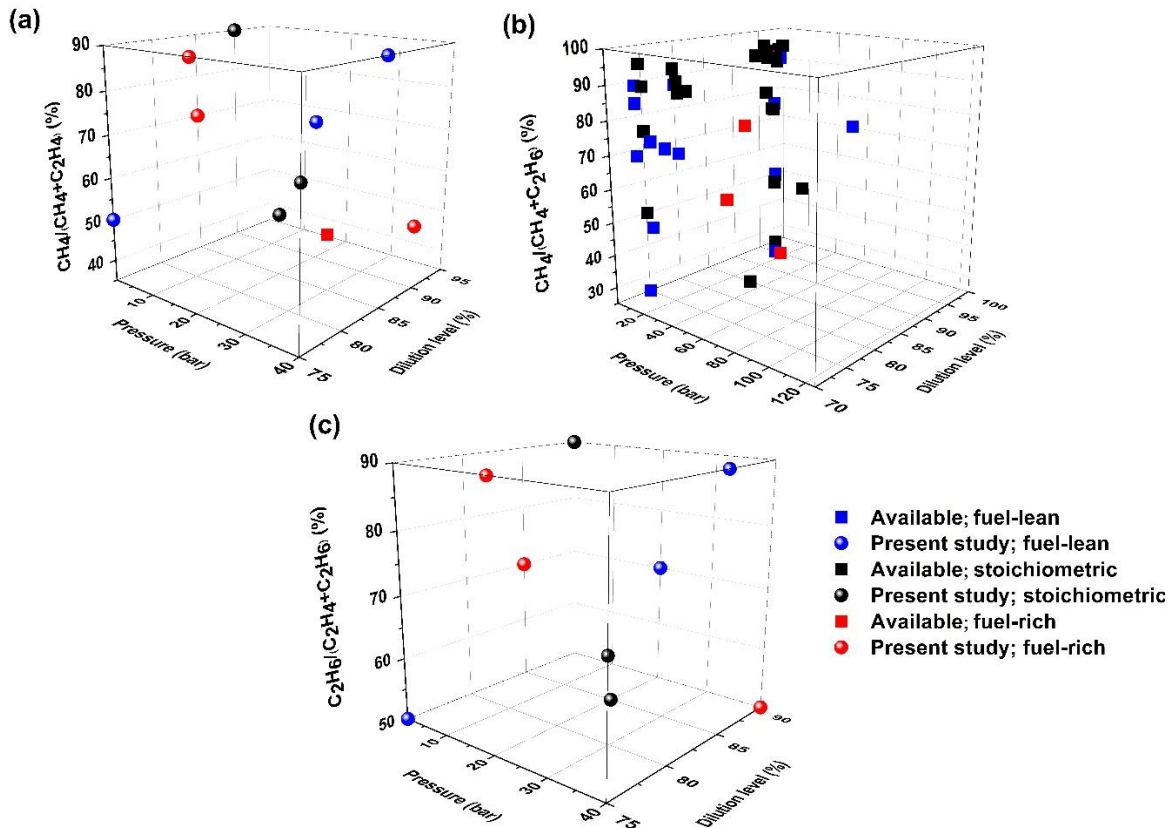 (a)
CH4/(CH4+C2H4) (%)
90
80
70
60
50
40
10
20
30
40
Pressure (bar)
75
80
85
90
95
Dilution level (%)
(b)
CH4/(CH4+C2H6) (%)
100
90
80
70
60
50
40
30
20
40
60
80
100
120
Pressure (bar)
70
75
80
85
90
95
100
Dilution level (%)
(c)
C2H6/(C2H4+C2H6) (%)
90
80
70
60
50
10
20
30
40
Pressure (bar)
75
80
85
90
Dilution level (%)
Available; fuel-lean
Present study; fuel-lean
Available; stoichiometric
Present study; stoichiometric
Available; fuel-rich
Present study; fuel-rich